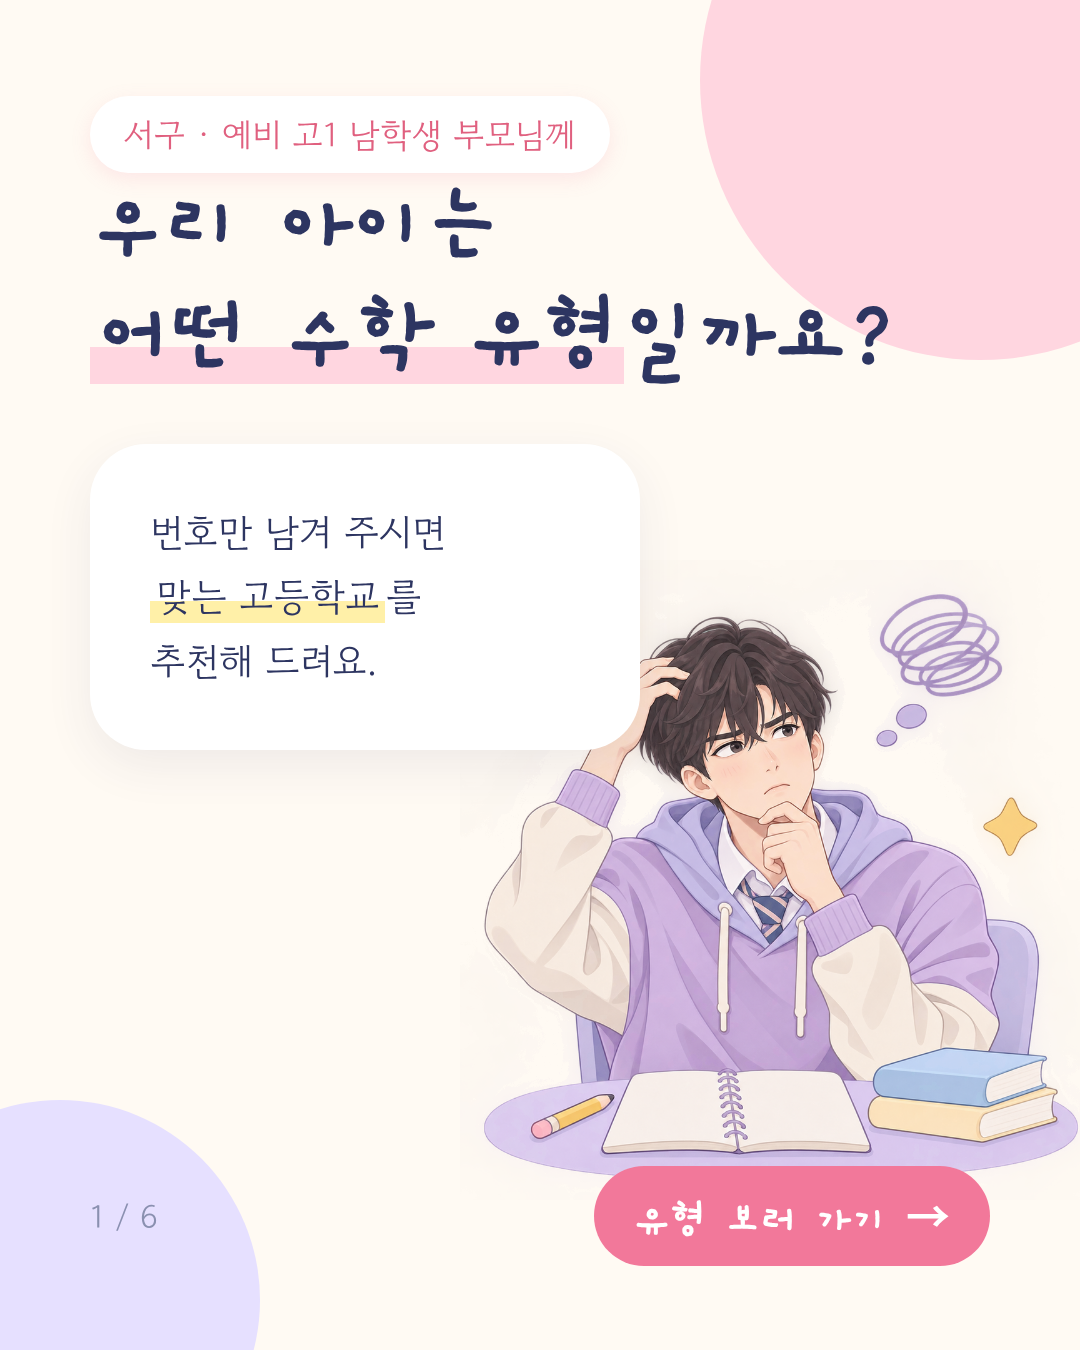 서구 · 예비 고1 남학생 부모님께
우리 아이는
어떤 수학 유형일까요?
번호만 남겨 주시면
맞는 고등학교를
추천해 드려요.
1 / 6
유형 보러 가기 →